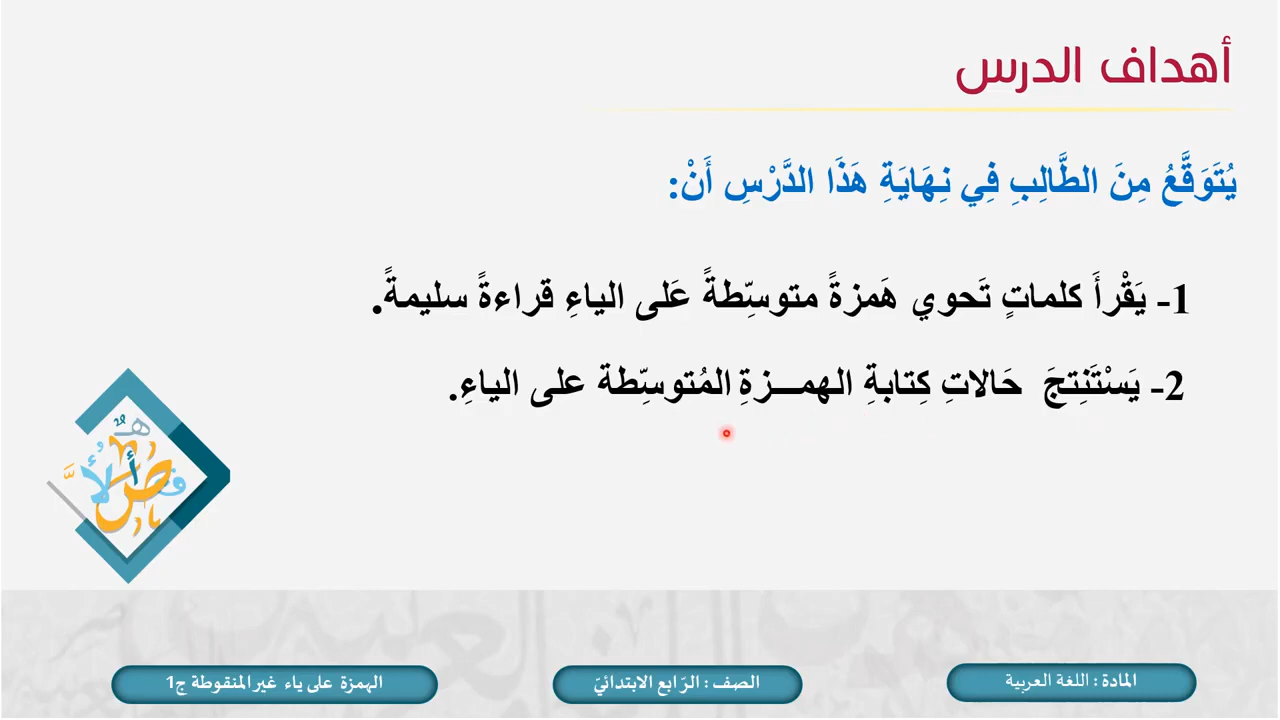 أهداف الدرس
يُتَوَقَّعُ مِنَ الطَّالِبِ فِي نِهَايَةِ هَذَا الدَّرْسِ أَنْ:
1- يَقْرأَ كلماتٍ تَحوي هَمزةً متوسِّطةً عَلى الياءِ قراءةً سليمةً.
2- يَسْتَنِتجَ حَالاتِ كِتابةِ الهمـــزةِ المُتوسِّطة على الياءِ.
المادة : اللغة العربية
الصف : الرّابع الابتدائيّ
الهمزة على ياء غير المنقوطة ج1